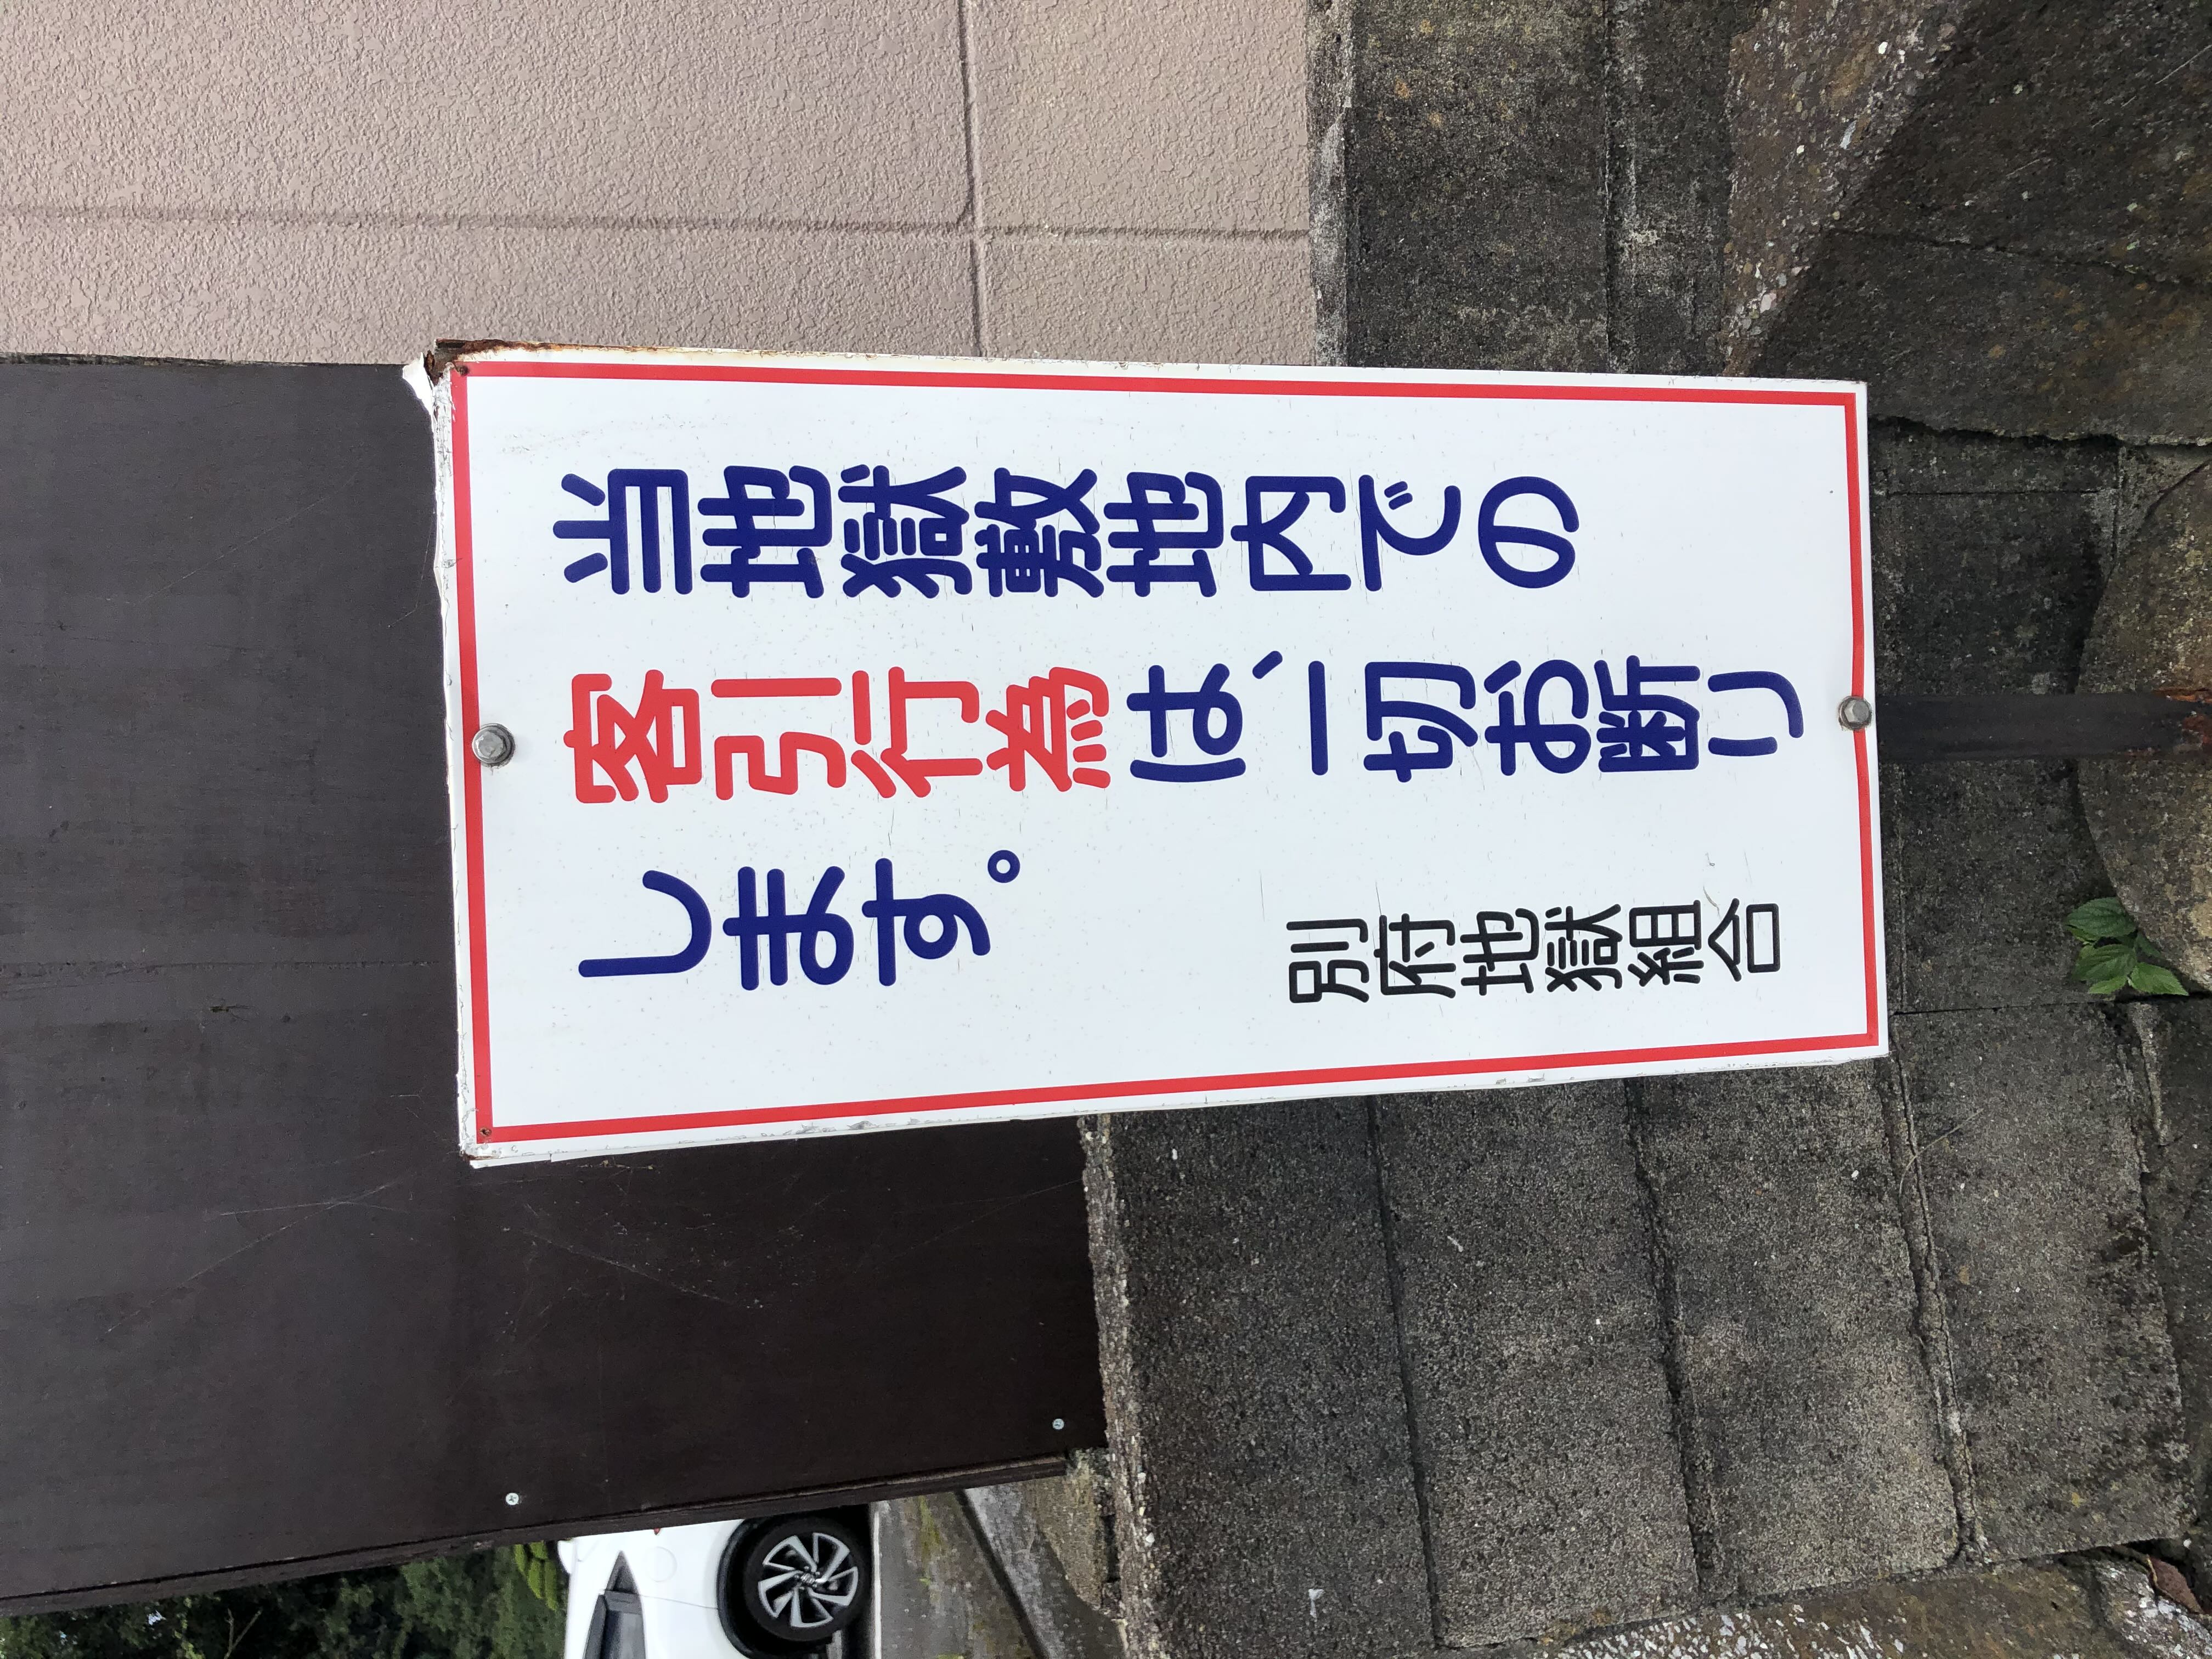 当地獄敷地内での
客引行為は、一切お断り
します。
別府地獄組合